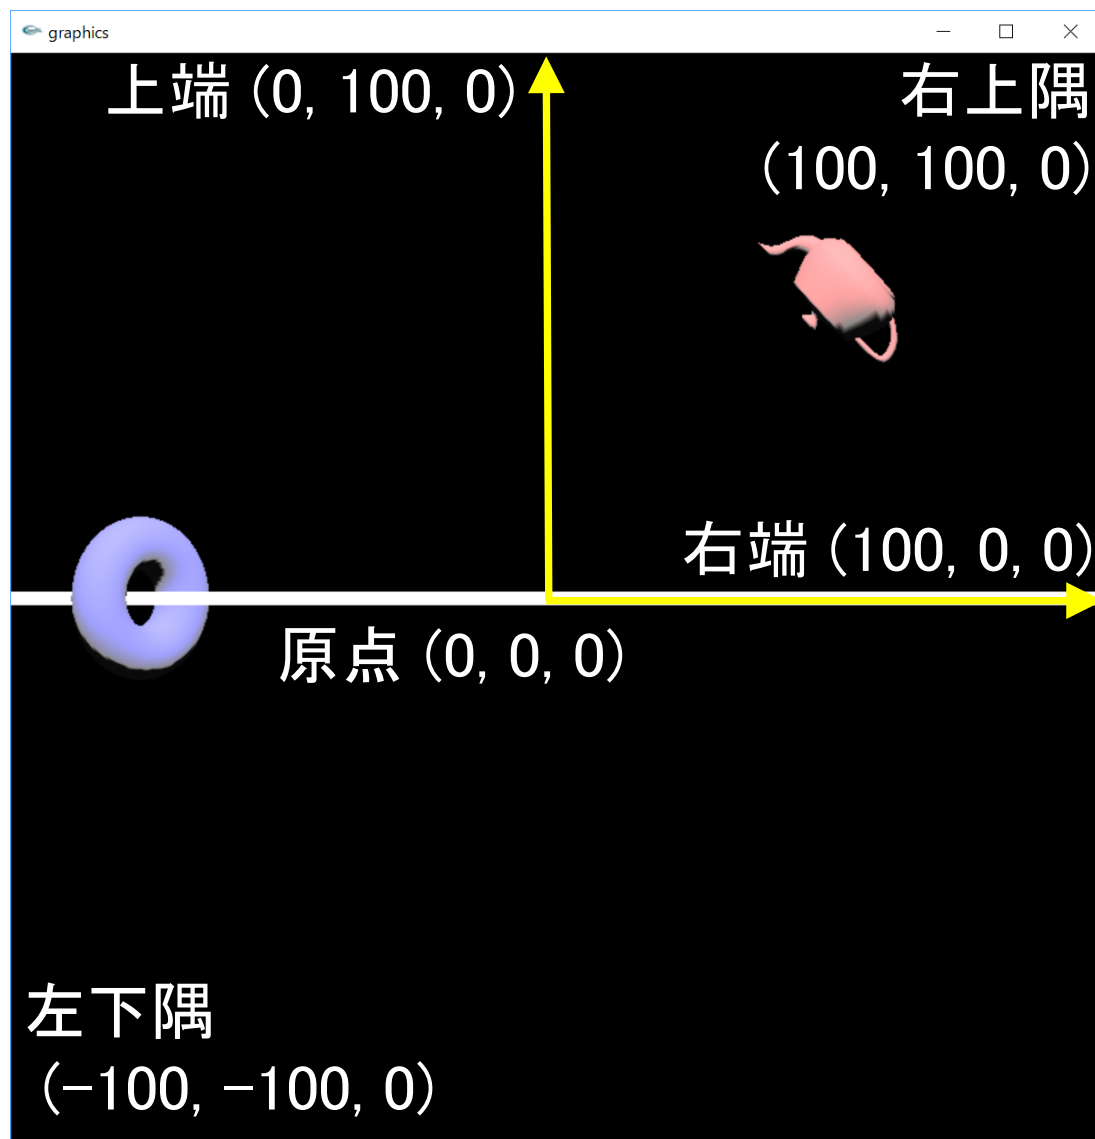 graphics
上端(0, 100, 0)
右上隅
(100, 100, 0)
右端(100, 0, 0)
原点(0, 0, 0)
左下隅
(-100, -100, 0)